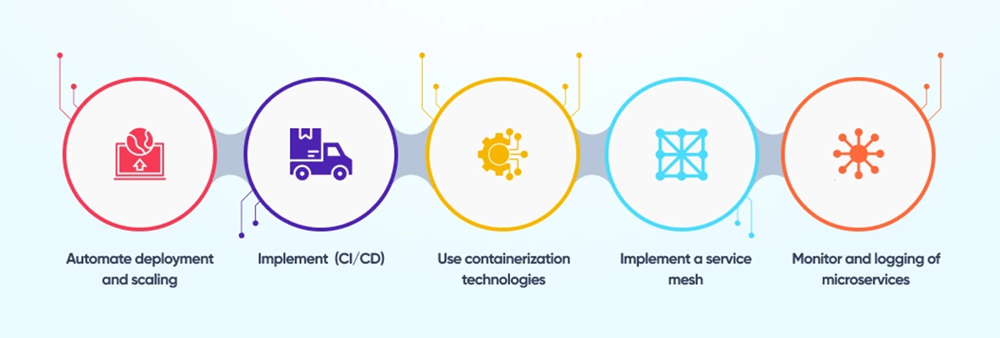 Automate deployment
and scaling
Implement (CI/CD)
Use containerization
technologies
Implement a service
mesh
Monitor and logging of
microservices